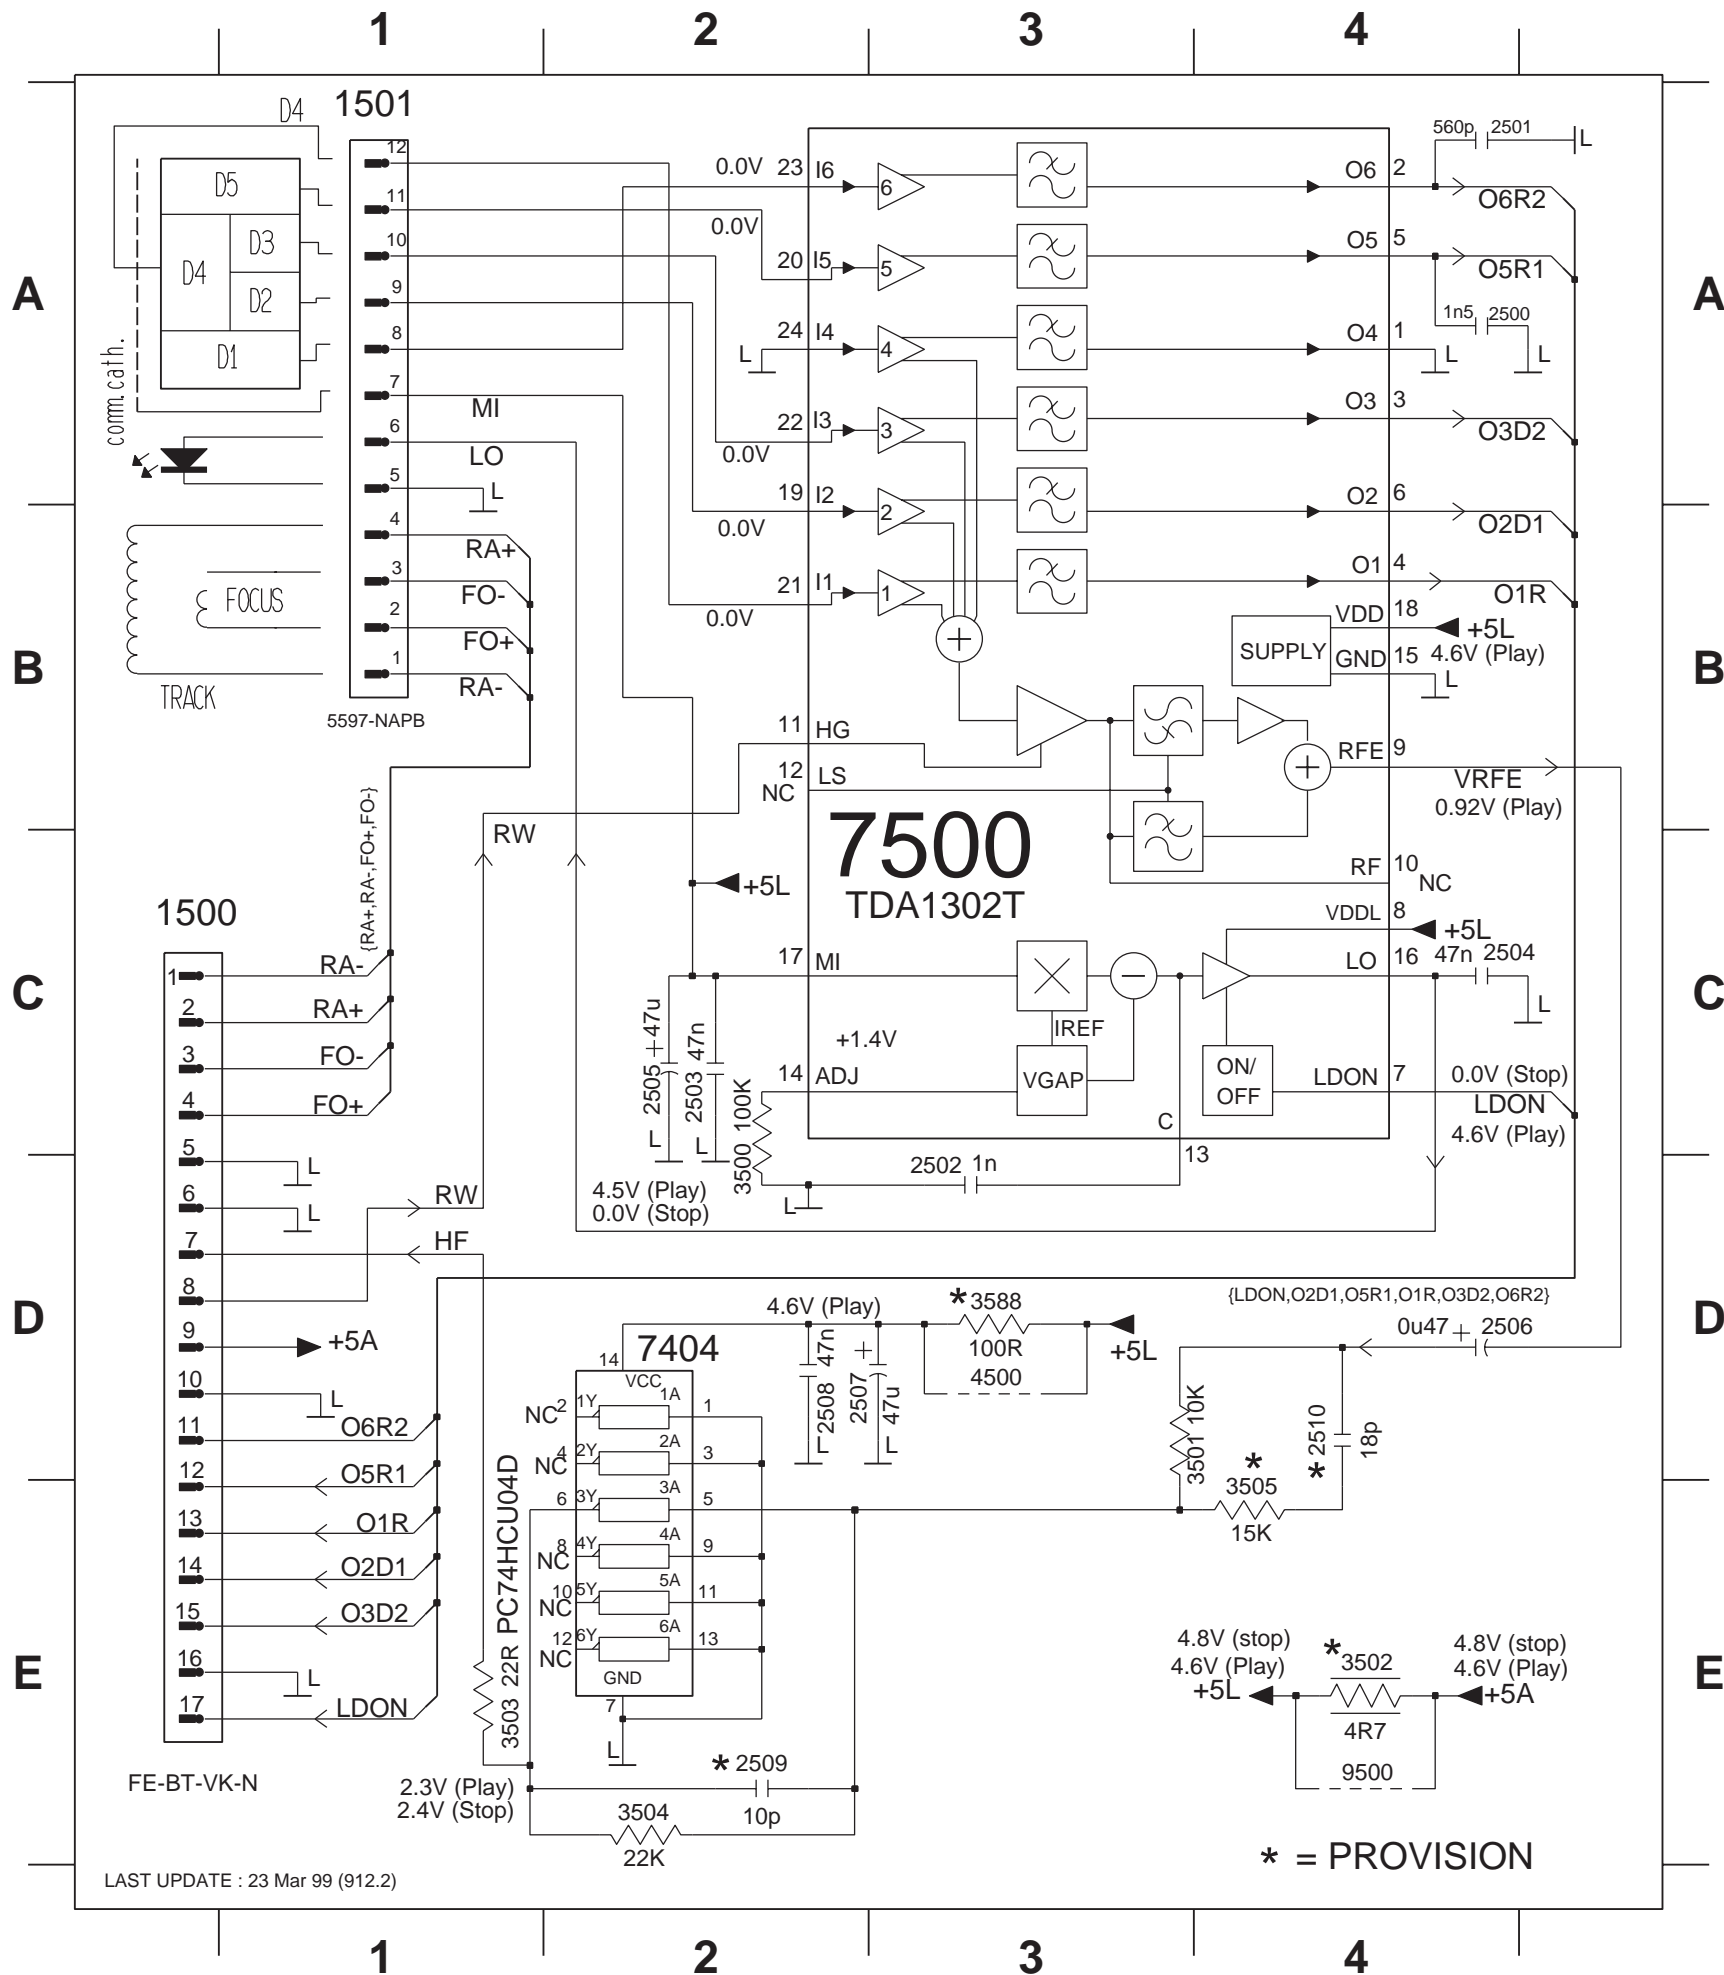 1 2 3 4
A A
B B
C C
D D
E E
1501
D4
D5
D4
D3
D2
D1
comm.cath.
FOCUS
TRACK
12
11
10
9
8
7
MI
6
LO
5
L
4
RA+
3
FO-
2
FO+
1
RA-
5597-NAPB
{RA+,RA-,FO+,FO-}
RW
+5L
0.0V 23 I6
0.0V
20 I5
L 24 I4
22 I3
0.0V
19 I2
0.0V
21 I1
0.0V
6
5
4
3
2
1
11 HG
12 LS
NC
7500
TDA1302T
17 MI
+1.4V
14 ADJ
IREF
VGAP
ON/
OFF
C
13
560p 2501 L
O6 2
O6R2
O5 5
O5R1
1n5 2500
L
O4 1
L
O3 3
O3D2
O2 6
O2D1
O1 4
O1R
SUPPLY
VDD 18
+5L
4.6V (Play)
GND 15
L
RFE 9
VRFE
0.92V (Play)
RF 10
NC
VDDL 8
+5L
LO 16
47n 2504
L
LDON 7
0.0V (Stop)
LDON
4.6V (Play)
2505 47u
L
2503 47n
L
3500 100K
L
2502 1n
4.5V (Play)
0.0V (Stop)
1500
1 RA-
2 RA+
3 FO-
4 FO+
5 L
6 L
RW
7 HF
8
9 +5A
10 L
11 O6R2
12 O5R1
13 O1R
14 O2D1
15 O3D2
16 L
17 LDON
FE-BT-VK-N
{LDON,O2D1,O5R1,O1R,O3D2,O6R2}
4.6V (Play)
* 3588
100R
4500
+5L
2508 47n
L
2507 47u
L
7404
PC74HCU04D
14
VCC
NC 2 1Y 1A 1
NC 4 2Y 2A 3
6 3Y 3A 5
NC 8 4Y 4A 9
NC 10 5Y 5A 11
NC 12 6Y 6A 13
GND
7
L
0u47 2506
3501 10K
* 2510
18p
*
3505
15K
3503 22R
2.3V (Play)
2.4V (Stop)
* 2509
10p
3504
22K
4.8V (stop)
4.6V (Play)
+5L
* 3502
4R7
9500
4.8V (stop)
4.6V (Play)
+5A
* = PROVISION
LAST UPDATE : 23 Mar 99 (912.2)
1 2 3 4